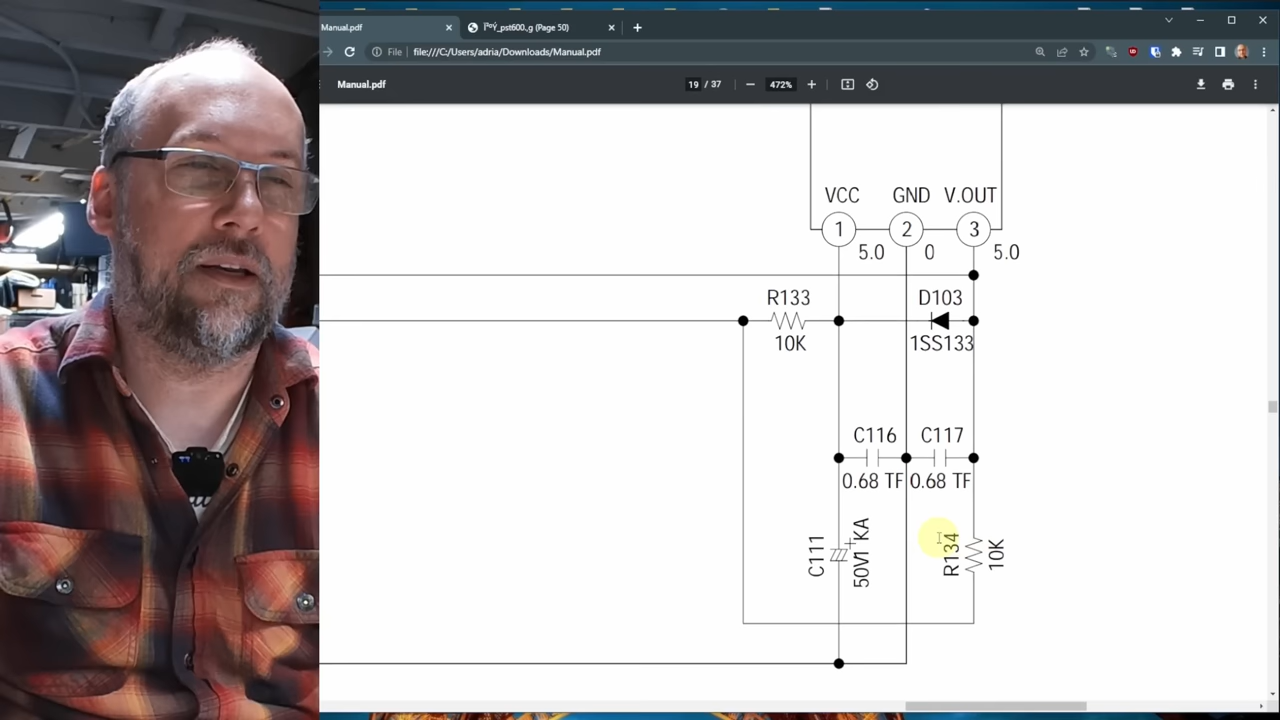 Manual.pdf
_pst600_g (Page 50)
File
file:///C:/Users/adria/Downloads/Manual.pdf
Manual.pdf
19 / 37
472%
VCC GND V.OUT
1 2 3
5.0 0 5.0
R133 D103
10K 1SS133
C116 C117
0.68 TF 0.68 TF
C111
50V1 KA
R134
10K